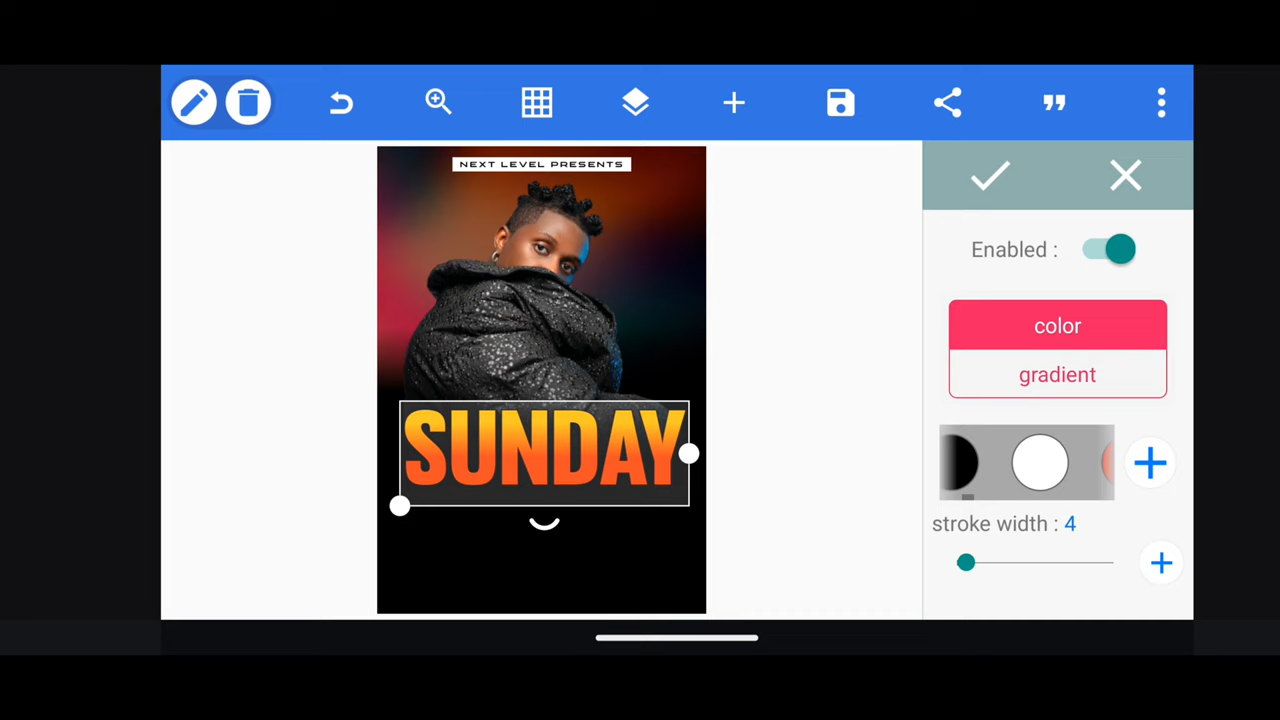 NEXT LEVEL PRESENTS
Enabled :
color
gradient
SUNDAY
stroke width : 4